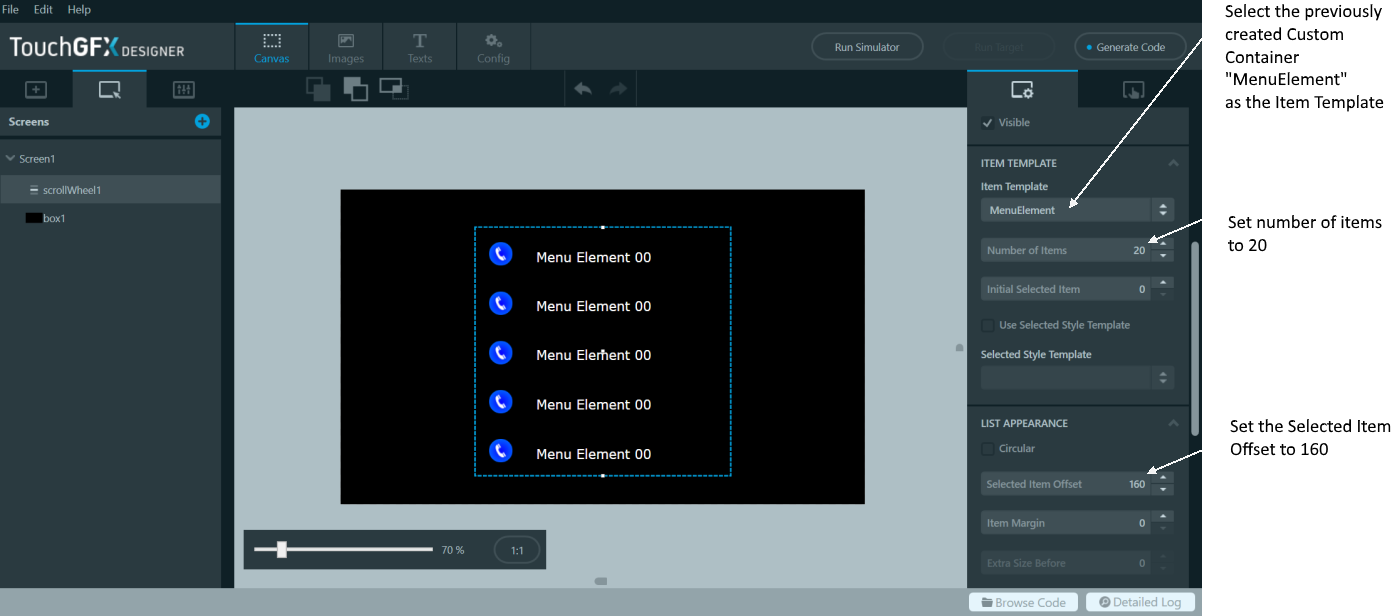 File Edit Help
TouchGFX DESIGNER
Canvas
Images
Texts
Config
Run Simulator
Run Target
Generate Code
Screens
Screen1
scrollWheel1
box1
Menu Element 00
Menu Element 00
Menu Element 00
Menu Element 00
Menu Element 00
70 %
1:1
Visible
ITEM TEMPLATE
Item Template
MenuElement
Number of Items 20
Initial Selected Item 0
Use Selected Style Template
Selected Style Template
LIST APPEARANCE
Circular
Selected Item Offset 160
Item Margin 0
Extra Size Before 0
Browse Code
Detailed Log
Select the previously
created Custom
Container
"MenuElement"
as the Item Template
Set number of items
to 20
Set the Selected Item
Offset to 160